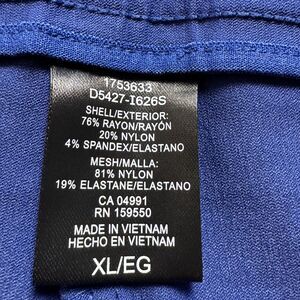 1753633
D5427-I626S
SHELL/EXTERIOR:
76% RAYON/RAYÓN
20% NYLON
4% SPANDEX/ELASTANO
MESH/MALLA:
81% NYLON
19% ELASTANE/ELASTANO
CA 04991
RN 159550
MADE IN VIETNAM
HECHO EN VIETNAM
XL/EG